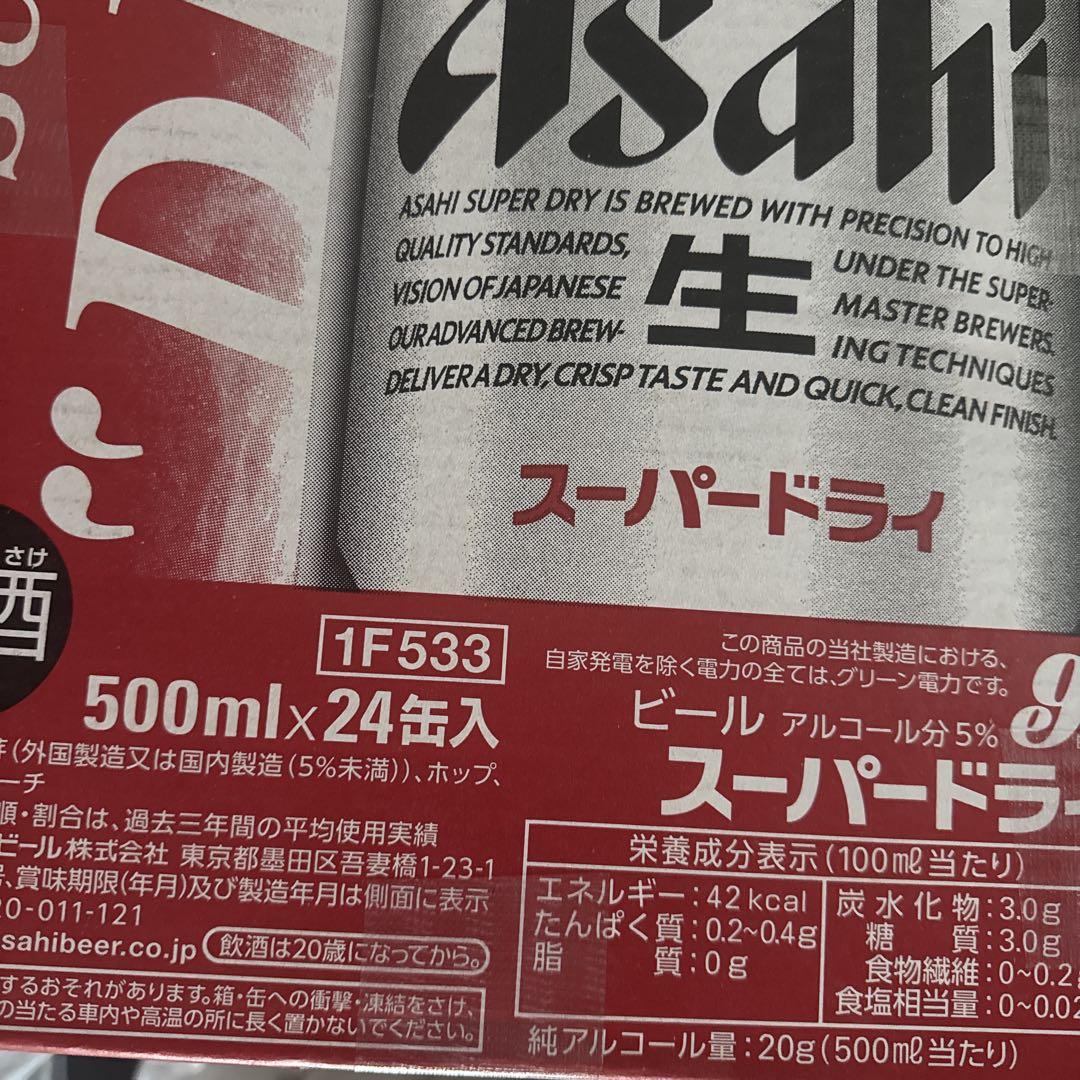 Asahi
ASAHI SUPER DRY IS BREWED WITH PRECISION TO HIGH
QUALITY STANDARDS, UNDER THE SUPER-
VISION OF JAPANESE MASTER BREWERS.
OUR ADVANCED BREW- ING TECHNIQUES
DELIVER A DRY, CRISP TASTE AND QUICK, CLEAN FINISH.
生
スーパードライ
さけ
酒
1F533
500ml×24缶入
(外国製造又は国内製造(5%未満))、ホップ、
ーチ
順・割合は、過去三年間の平均使用実績
ビール株式会社 東京都墨田区吾妻橋1-23-1
、賞味期限(年月)及び製造年月は側面に表示
20-011-121
sahibeer.co.jp 飲酒は20歳になってから。
するおそれがあります。箱・缶への衝撃・凍結をさけ、
の当たる車内や高温の所に長く置かないでください。
この商品の当社製造における、
自家発電を除く電力の全ては、グリーン電力です。
ビール アルコール分5%
スーパードラ
栄養成分表示(100ml当たり)
エネルギー:42kcal
たんぱく質:0.2~0.4g
脂質:0g
炭水化物:3.0g
糖質:3.0g
食物繊維:0~0.2
食塩相当量:0~0.02
純アルコール量:20g(500ml当たり)